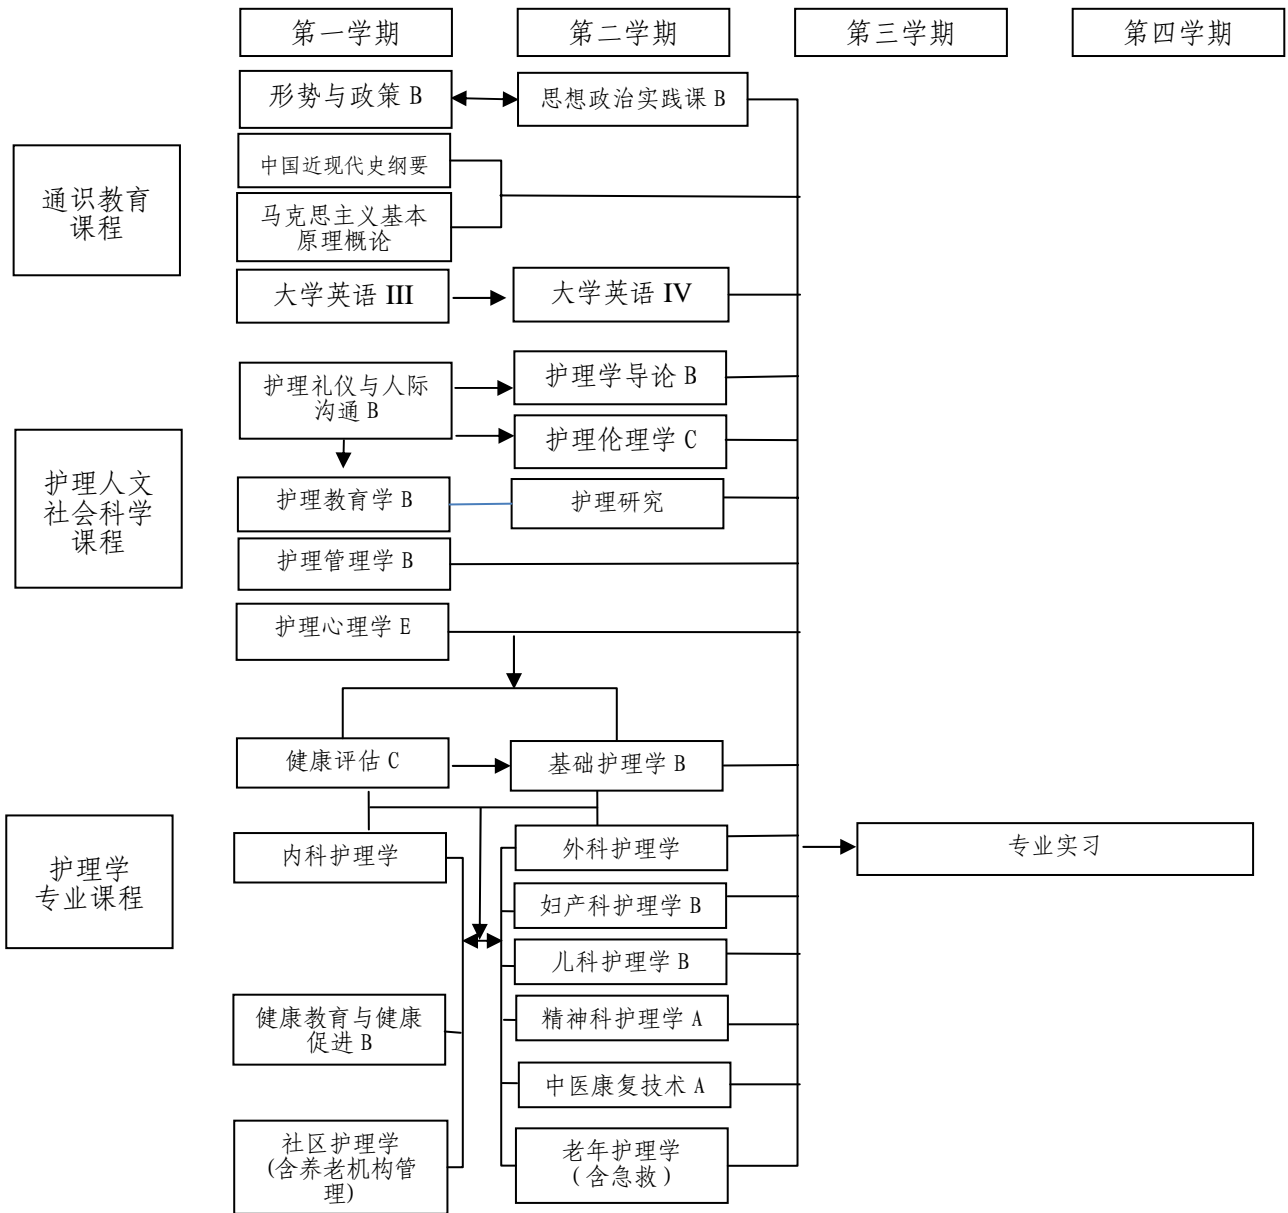 第一学期
第二学期
第三学期
第四学期
形势与政策 B
思想政治实践课 B
通识教育
课程
中国近现代史纲要
马克思主义基本
原理概论
大学英语 III
大学英语 IV
护理人文
社会科学
课程
护理礼仪与人际
沟通 B
护理学导论 B
护理伦理学 C
护理教育学 B
护理研究
护理管理学 B
护理心理学 E
健康评估 C
基础护理学 B
护理学
专业课程
内科护理学
外科护理学
专业实习
妇产科护理学 B
儿科护理学 B
健康教育与健康
促进 B
精神科护理学 A
中医康复技术 A
社区护理学
(含养老机构管
理)
老年护理学
(含急救)